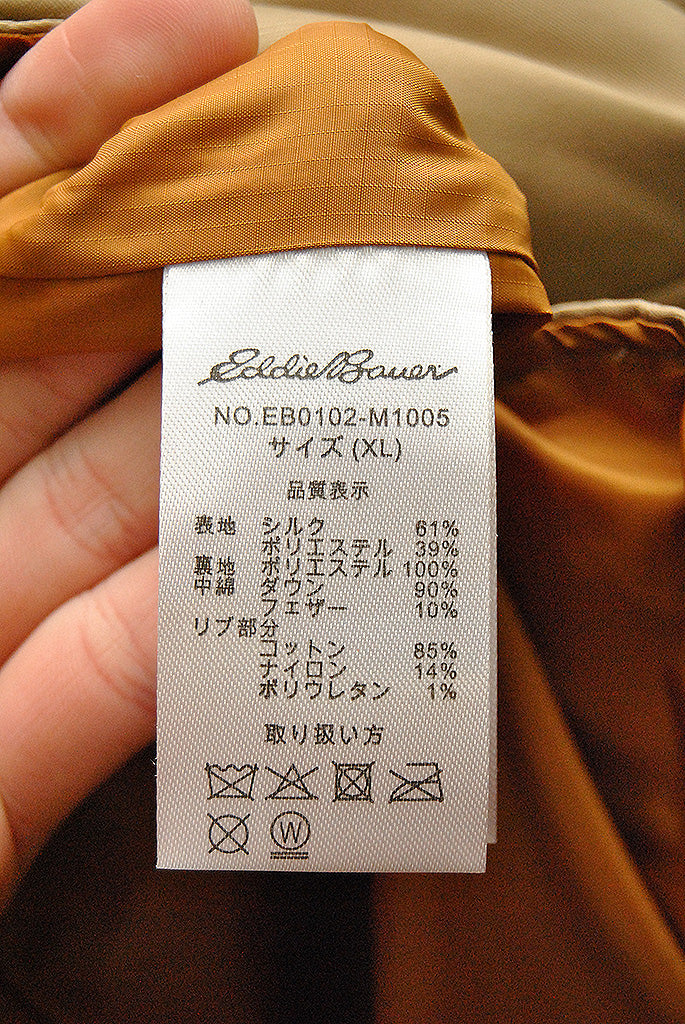 Eddie Bauer
NO.EB0102-M1005
サイズ (XL)
品質表示
表地 シルク 61%
ポリエステル 39%
裏地 ポリエステル 100%
中綿 ダウン 90%
フェザー 10%
リブ部分
コットン 85%
ナイロン 14%
ポリウレタン 1%
取り扱い方
W